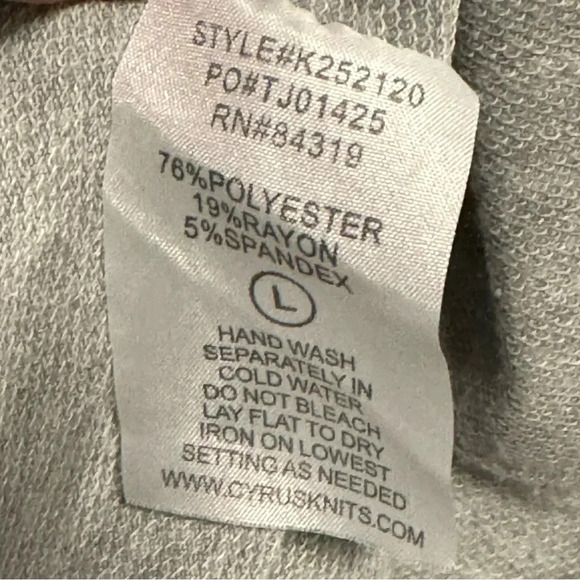 STYLE#K252120
PO#TJ01425
RN#84319
76%POLYESTER
19%RAYON
5%SPANDEX
L
HAND WASH
SEPARATELY IN
COLD WATER
DO NOT BLEACH
LAY FLAT TO DRY
IRON ON LOWEST
SETTING AS NEEDED
WWW.CYRUSKNITS.COM